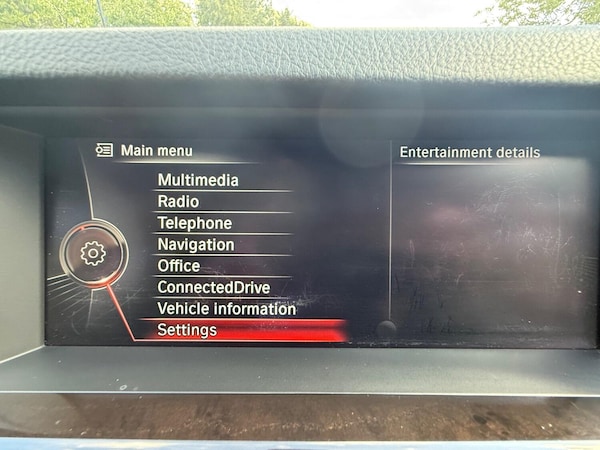 Main menu
Multimedia
Radio
Telephone
Navigation
Office
ConnectedDrive
Vehicle information
Settings
Entertainment details